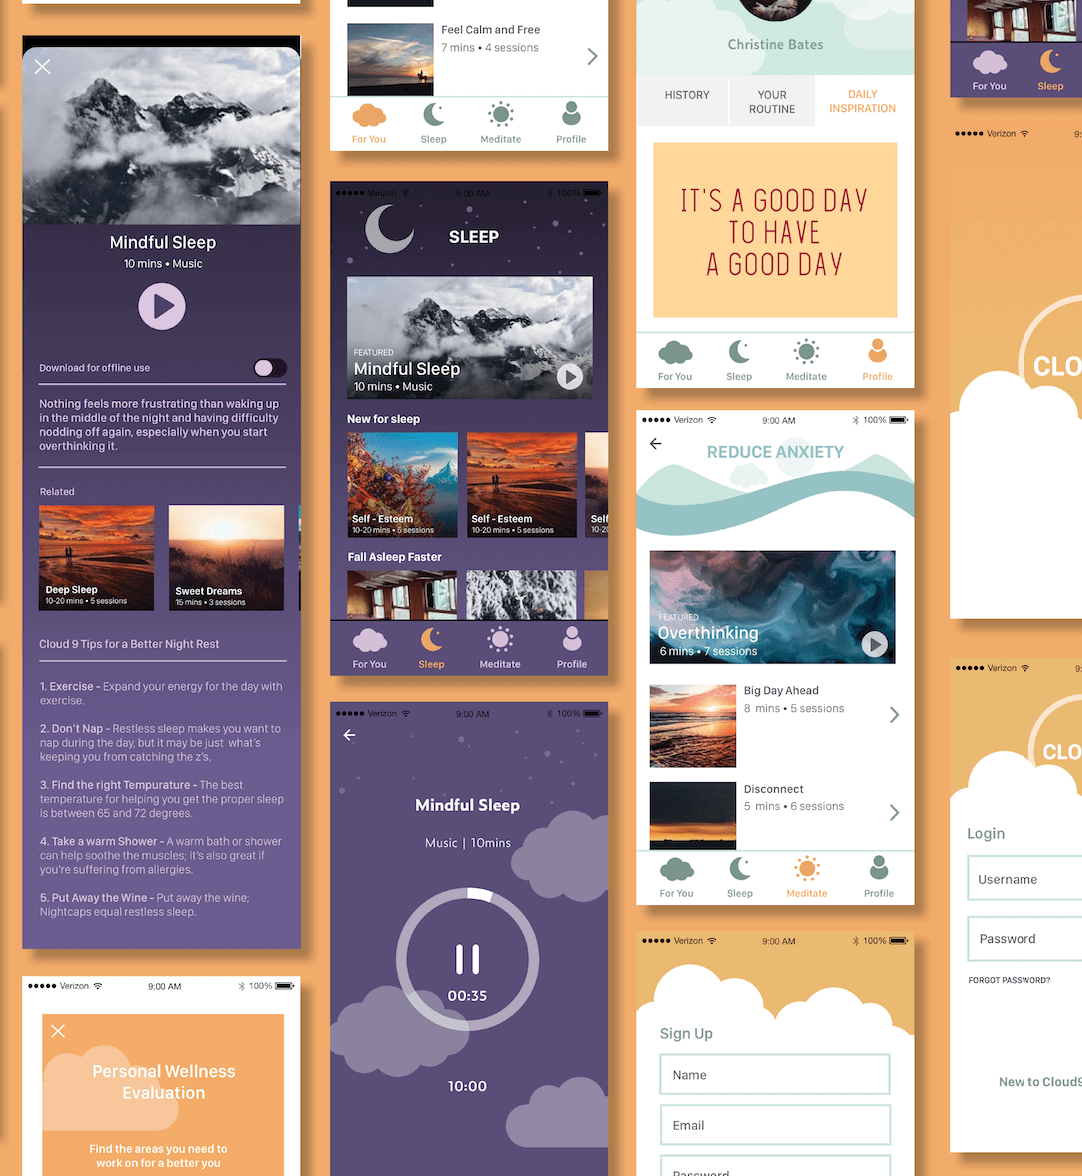 Mindful Sleep
10 mins • Music
Download for offline use
Nothing feels more frustrating than waking up
in the middle of the night and having difficulty
nodding off again, especially when you start
overthinking it.
Related
Deep Sleep
10-20 mins • 5 sessions
Sweet Dreams
15 mins • 3 sessions
Cloud 9 Tips for a Better Night Rest
1. Exercise - Expand your energy for the day with
exercise.
2. Don't Nap - Restless sleep makes you want to
nap during the day, but it may be just what's
keeping you from catching the z's.
3. Find the right Tempurature - The best
temperature for helping you get the proper sleep
is between 65 and 72 degrees.
4. Take a warm Shower - A warm bath or shower
can help soothe the muscles; it's also great if
you're suffering from allergies.
5. Put Away the Wine - Put away the wine;
Nightcaps equal restless sleep.
Verizon 9:00 AM 100%
Personal Wellness
Evaluation
Find the areas you need to
work on for a better you
Feel Calm and Free
7 mins • 4 sessions
For You Sleep Meditate Profile
Verizon 9:00 AM 100%
SLEEP
FEATURED
Mindful Sleep
10 mins • Music
New for sleep
Self - Esteem
10-20 mins • 5 sessions
Self - Esteem
10-20 mins • 5 sessions
Self
10-20
Fall Asleep Faster
For You Sleep Meditate Profile
Verizon 9:00 AM 100%
Mindful Sleep
Music | 10mins
00:35
10:00
Christine Bates
HISTORY
YOUR
ROUTINE
DAILY
INSPIRATION
IT'S A GOOD DAY
TO HAVE
A GOOD DAY
For You Sleep Meditate Profile
Verizon 9:00 AM 100%
REDUCE ANXIETY
FEATURED
Overthinking
6 mins • 7 sessions
Big Day Ahead
8 mins • 5 sessions
Disconnect
5 mins • 6 sessions
For You Sleep Meditate Profile
Verizon 9:00 AM 100%
Sign Up
Name
Email
Password
For You Sleep
Verizon 9:
CLO
Verizon 9:
CLO
Login
Username
Password
FORGOT PASSWORD?
New to Cloud9